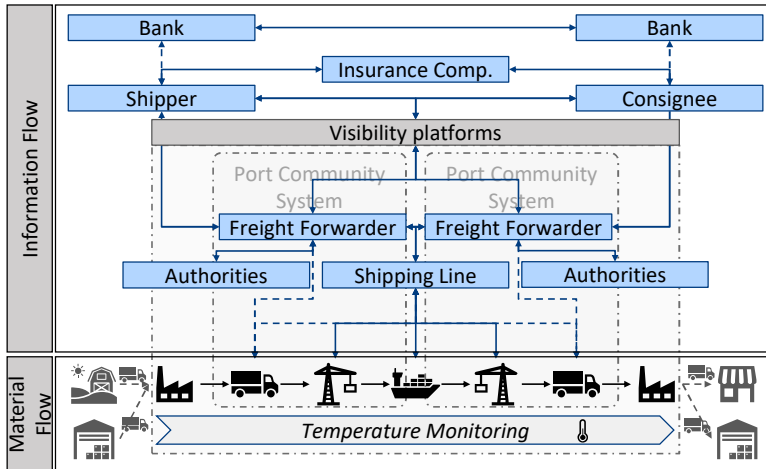 Information Flow
Bank
Bank
Insurance Comp.
Shipper
Consignee
Visibility platforms
Port Community
System
Port Community
System
Freight Forwarder
Freight Forwarder
Authorities
Shipping Line
Authorities
Material
Flow
Temperature Monitoring